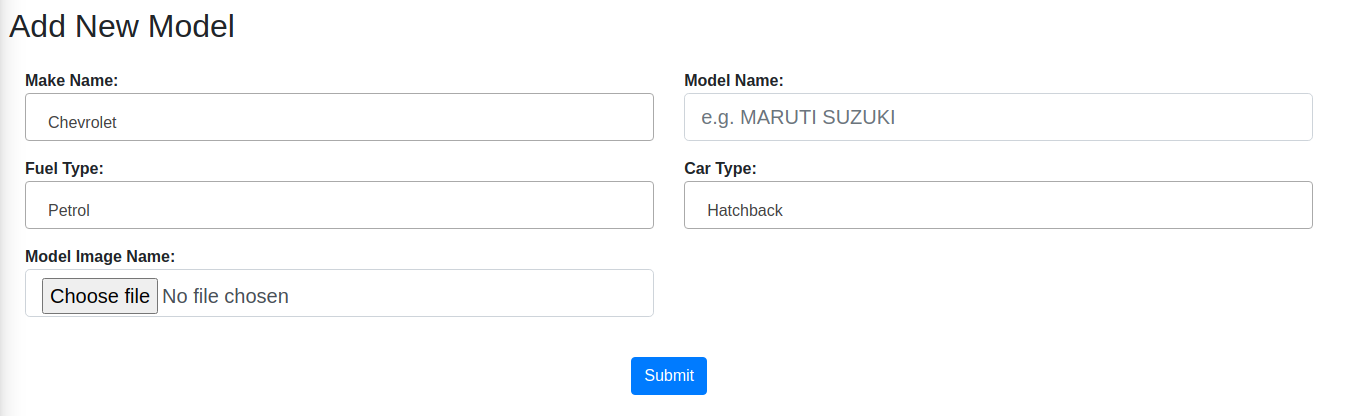 Add New Model
Make Name:
Model Name:
Chevrolet
e.g. MARUTI SUZUKI
Fuel Type:
Car Type:
Petrol
Hatchback
Model Image Name:
Choose file No file chosen
Submit